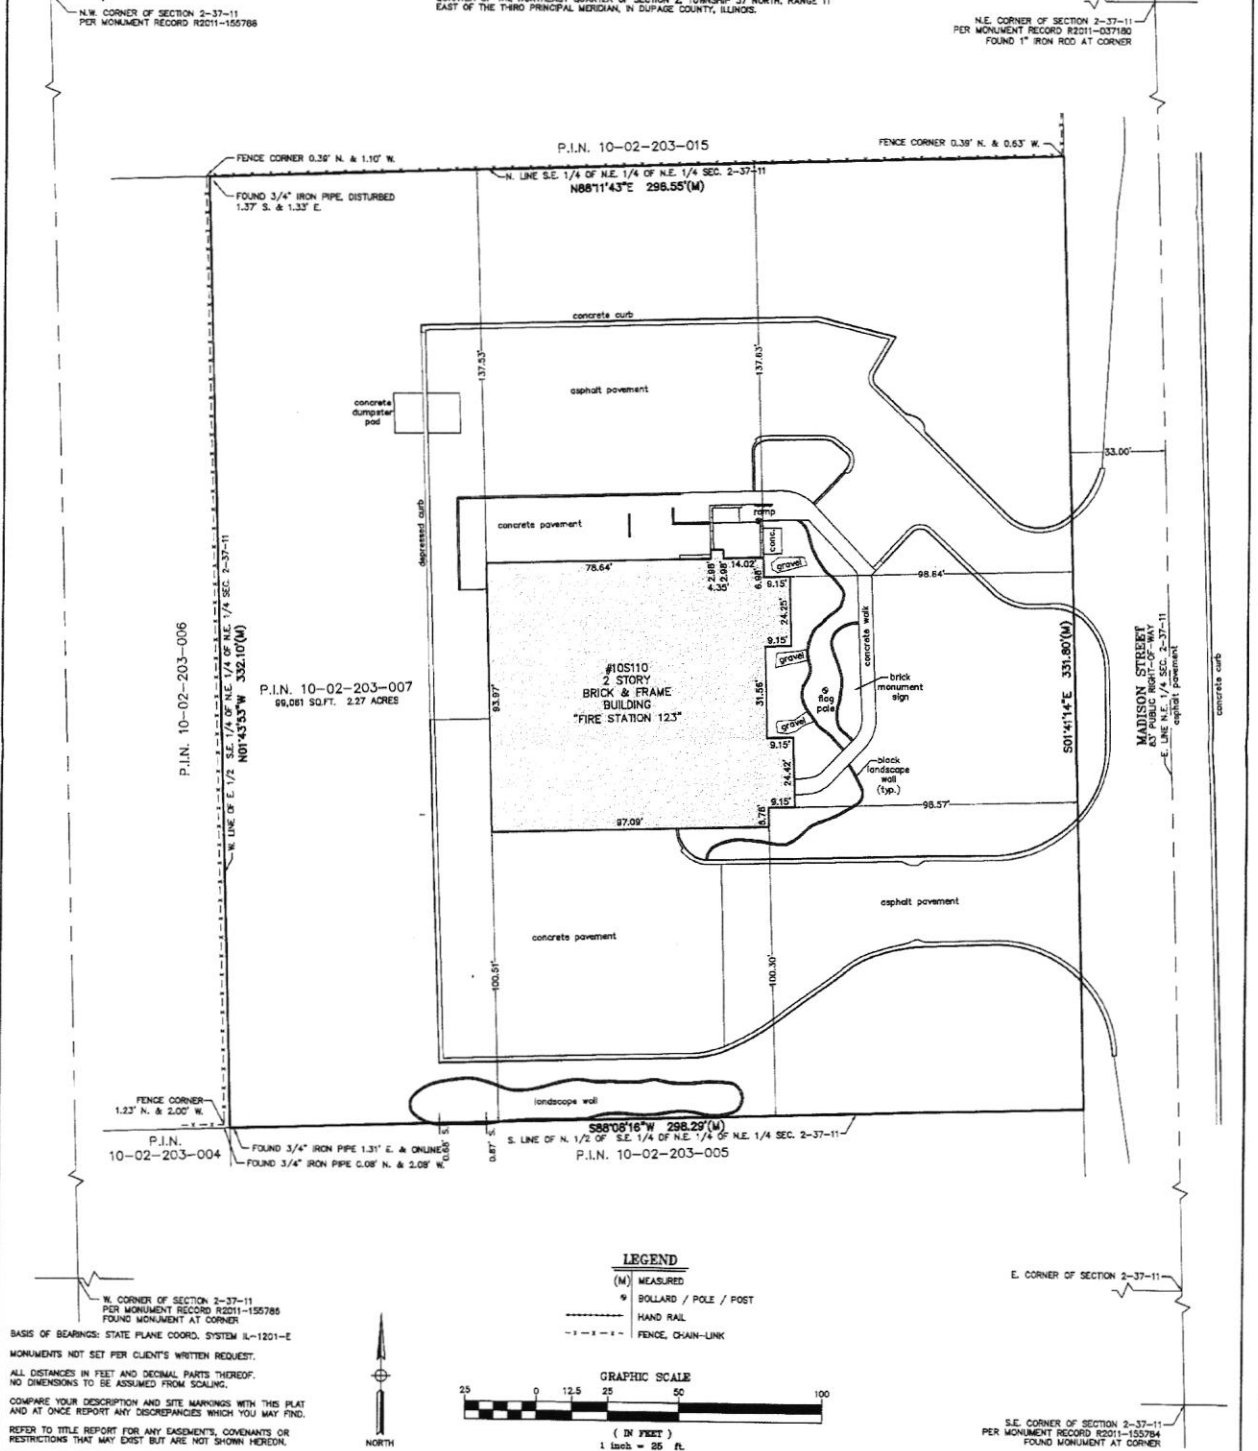 EAST OF THE THIRD PRINCIPAL MERIDIAN, IN DUPAGE COUNTY, ILLINOIS.
N.W. CORNER OF SECTION 2-37-11
PER MONUMENT RECORD R2011-155788
N.E. CORNER OF SECTION 2-37-11
PER MONUMENT RECORD R2011-037180
FOUND 1" IRON ROD AT CORNER
FENCE CORNER 0.39' N. & 1.10' W.
P.I.N. 10-02-203-015
FENCE CORNER 0.39' N. & 0.63' W.
N. LINE S.E. 1/4 OF N.E. 1/4 OF N.E. 1/4 SEC. 2-37-11
N88°11'43"E 298.55'(M)
FOUND 3/4" IRON PIPE, DISTURBED
1.37' S. & 1.33' E.
concrete curb
137.53'
137.63'
asphalt pavement
concrete
dumpster
pad
33.00'
depressed curb
concrete pavement
ramp
conc.
gravel
78.64'
2.98'
4.35'
2.98'
14.02'
6.98'
9.15'
98.64'
24.25'
9.15'
concrete walk
gravel
31.56'
flag
pole
brick
monument
sign
gravel
9.15'
24.42'
block
landscape
wall
(typ.)
9.15'
98.57'
8.78'
97.09'
93.97'
#10S110
2 STORY
BRICK & FRAME
BUILDING
"FIRE STATION 123"
P.I.N. 10-02-203-006
W. LINE OF E. 1/2 S.E. 1/4 OF N.E. 1/4 OF N.E. 1/4 SEC. 2-37-11
N01°43'53"W 332.10'(M)
P.I.N. 10-02-203-007
99,081 SQ.FT. 2.27 ACRES
S01°41'14"E 331.80'(M)
MADISON STREET
83' PUBLIC RIGHT-OF-WAY
E. LINE N.E. 1/4 SEC. 2-37-11
asphalt pavement
concrete curb
asphalt pavement
concrete pavement
100.51'
100.30'
landscape wall
FENCE CORNER
1.23' N. & 2.00' W.
S88°08'16"W 298.29'(M)
S. LINE OF N. 1/2 OF S.E. 1/4 OF N.E. 1/4 OF N.E. 1/4 SEC. 2-37-11
P.I.N.
10-02-203-004
FOUND 3/4" IRON PIPE 1.31' E. & ONLINE
FOUND 3/4" IRON PIPE 0.08' N. & 2.08' W.
0.68' S.
0.87' S.
P.I.N. 10-02-203-005
LEGEND
(M) MEASURED
BOLLARD / POLE / POST
HAND RAIL
FENCE, CHAIN-LINK
E. CORNER OF SECTION 2-37-11
W. CORNER OF SECTION 2-37-11
PER MONUMENT RECORD R2011-155786
FOUND MONUMENT AT CORNER
BASIS OF BEARINGS: STATE PLANE COORD. SYSTEM IL-1201-E
MONUMENTS NOT SET PER CLIENT'S WRITTEN REQUEST.
ALL DISTANCES IN FEET AND DECIMAL PARTS THEREOF.
NO DIMENSIONS TO BE ASSUMED FROM SCALING.
COMPARE YOUR DESCRIPTION AND SITE MARKINGS WITH THIS PLAT
AND AT ONCE REPORT ANY DISCREPANCIES WHICH YOU MAY FIND.
REFER TO TITLE REPORT FOR ANY EASEMENTS, COVENANTS OR
RESTRICTIONS THAT MAY EXIST BUT ARE NOT SHOWN HEREON.
NORTH
GRAPHIC SCALE
25 0 12.5 25 50 100
( IN FEET )
1 inch = 25 ft.
S.E. CORNER OF SECTION 2-37-11
PER MONUMENT RECORD R2011-155784
FOUND MONUMENT AT CORNER